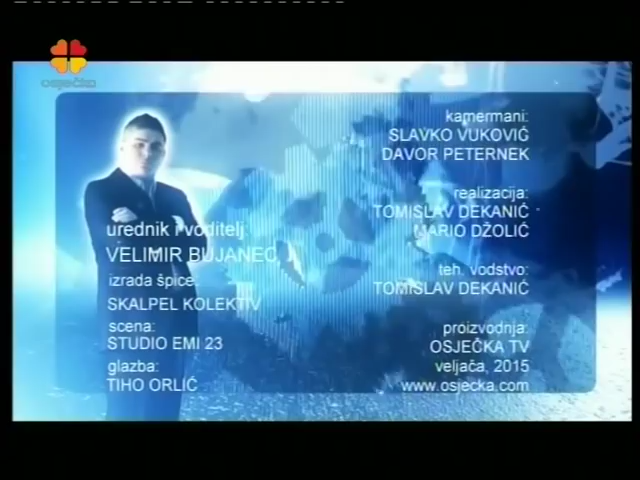 osječka
urednik i voditelj:
VELIMIR BUJANEC, 
izrada špice:
SKALPEL KOLEKTIV
scena:
STUDIO EMI 23
glazba:
TIHO ORLIĆ
kamermani:
SLAVKO VUKOVIĆ
DAVOR PETERNEK
realizacija:
TOMISLAV DEKANIĆ
MARIO DŽOLIĆ
teh. vodstvo:
TOMISLAV DEKANIĆ
proizvodnja:
OSJEČKA TV
veljača, 2015
www.osjecka.com